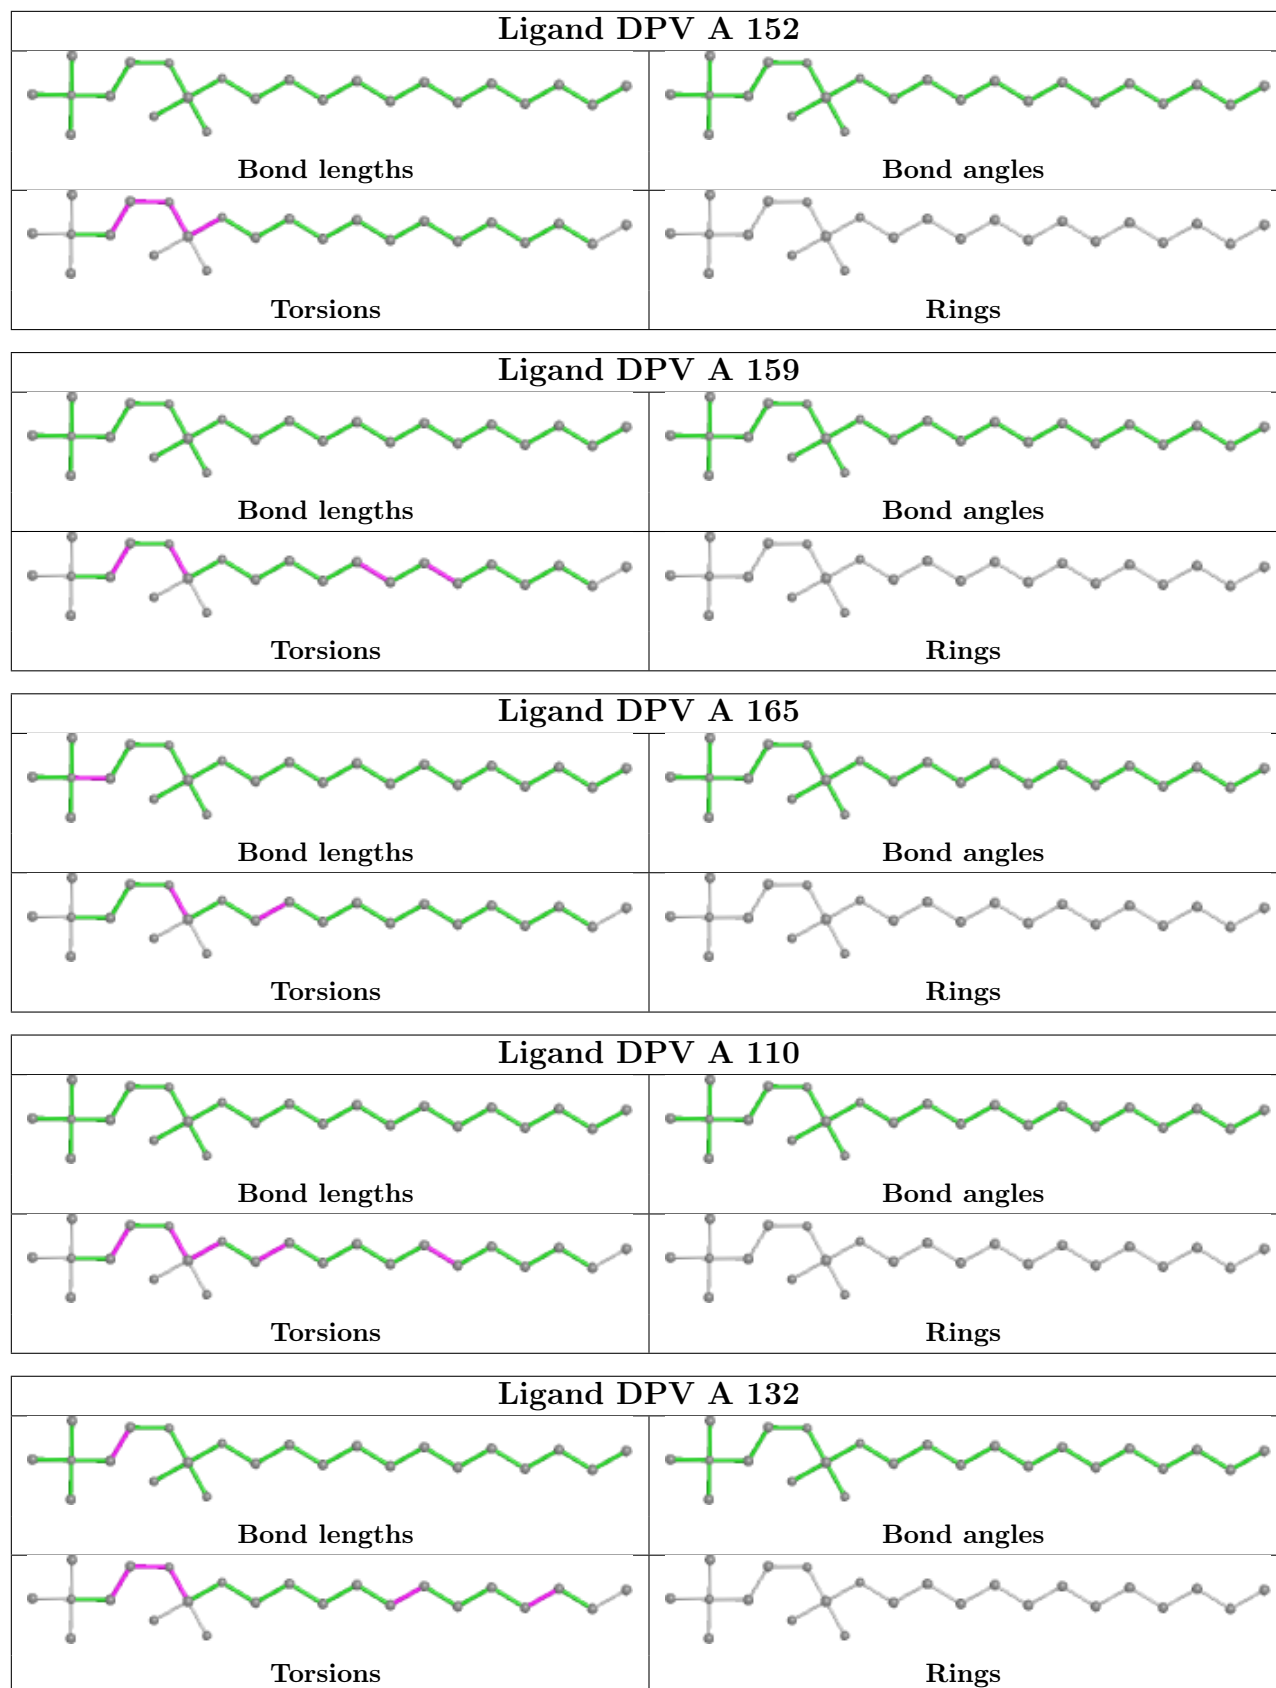 Ligand DPV A 152
Bond lengths
Bond angles
Torsions
Rings
Ligand DPV A 159
Bond lengths
Bond angles
Torsions
Rings
Ligand DPV A 165
Bond lengths
Bond angles
Torsions
Rings
Ligand DPV A 110
Bond lengths
Bond angles
Torsions
Rings
Ligand DPV A 132
Bond lengths
Bond angles
Torsions
Rings